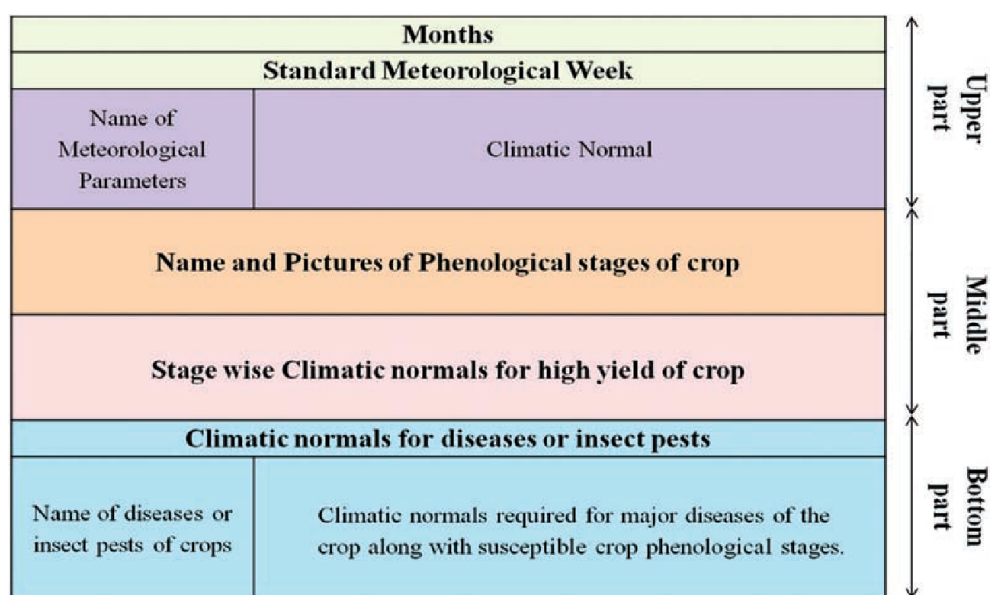 Months
Standard Meteorological Week
Name of
Meteorological
Parameters
Climatic Normal
Upper
part
Name and Pictures of Phenological stages of crop
Stage wise Climatic normals for high yield of crop
Middle
part
Climatic normals for diseases or insect pests
Name of diseases or
insect pests of crops
Climatic normals required for major diseases of the
crop along with susceptible crop phenological stages.
Bottom
part